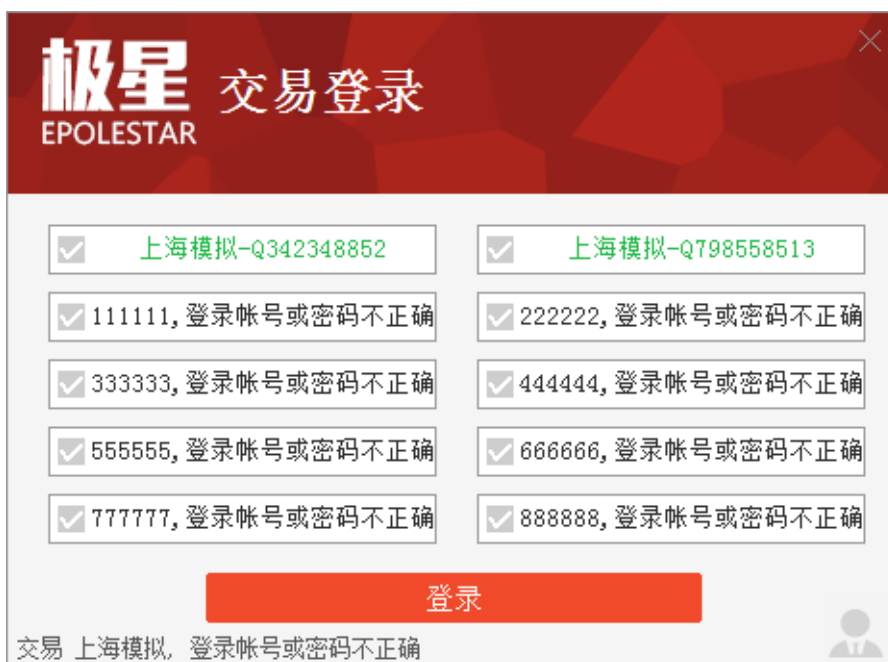 极星
EPOLESTAR
交易登录
上海模拟-Q342348852
上海模拟-Q798558513
111111,登录帐号或密码不正确
222222,登录帐号或密码不正确
333333,登录帐号或密码不正确
444444,登录帐号或密码不正确
555555,登录帐号或密码不正确
666666,登录帐号或密码不正确
777777,登录帐号或密码不正确
888888,登录帐号或密码不正确
登录
交易 上海模拟, 登录帐号或密码不正确